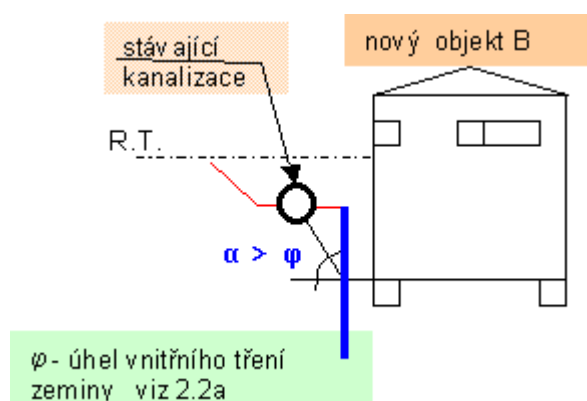 stávající
kanalizace
nový objekt B
R.T.
α > φ
φ- úhel vnitřního tření
zeminy viz 2.2a